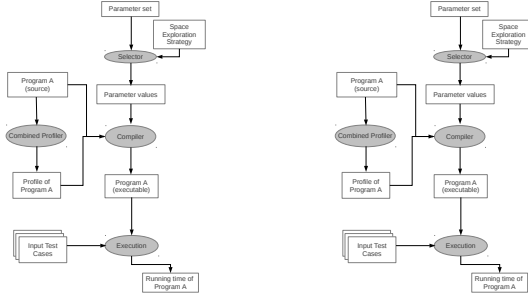 Parameter set
Space
Exploration
Strategy
Selector
Program A
(source)
Parameter values
Combined Profiler
Compiler
Profile of
Program A
Program A
(executable)
Input Test
Cases
Execution
Running time of
Program A
Parameter set
Space
Exploration
Strategy
Selector
Program A
(source)
Parameter values
Combined Profiler
Compiler
Profile of
Program A
Program A
(executable)
Input Test
Cases
Execution
Running time of
Program A